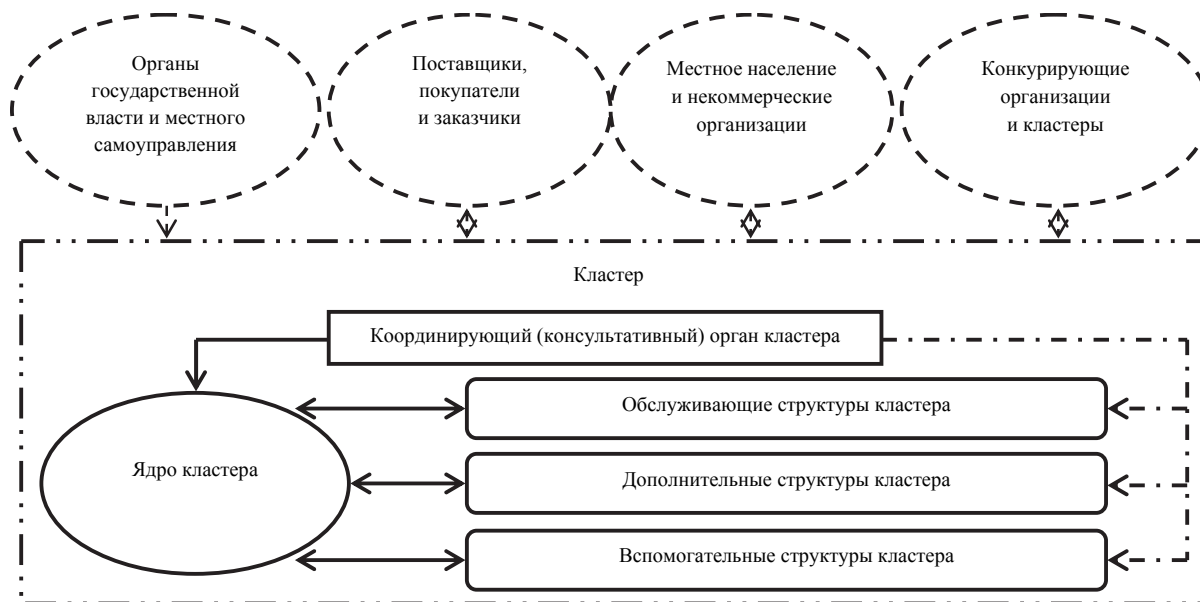 Органы
государственной
власти и местного
самоуправления
Поставщики,
покупатели
и заказчики
Местное население
и некоммерческие
организации
Конкурирующие
организации
и кластеры
Кластер
Координирующий (консультативный) орган кластера
Обслуживающие структуры кластера
Ядро кластера
Дополнительные структуры кластера
Вспомогательные структуры кластера